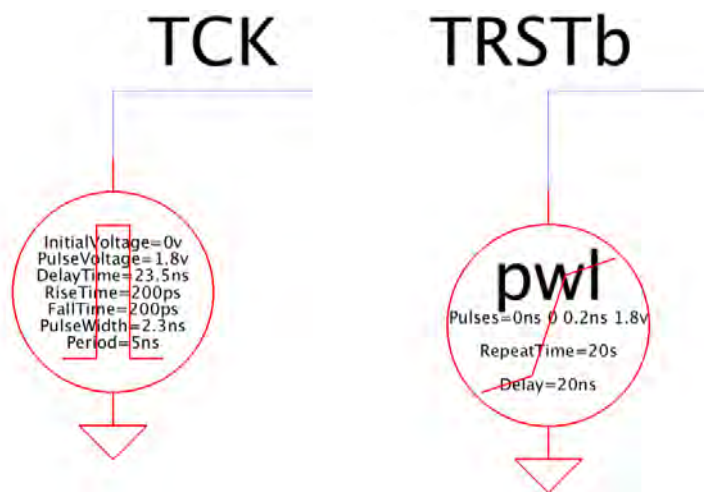 TCK
TRSTb
InitialVoltage=0v
PulseVoltage=1.8v
DelayTime=23.5ns
RiseTime=200ps
FallTime=200ps
PulseWidth=2.3ns
Period=5ns
pwl
Pulses=0ns 0 0.2ns 1.8v
RepeatTime=20s
Delay=20ns